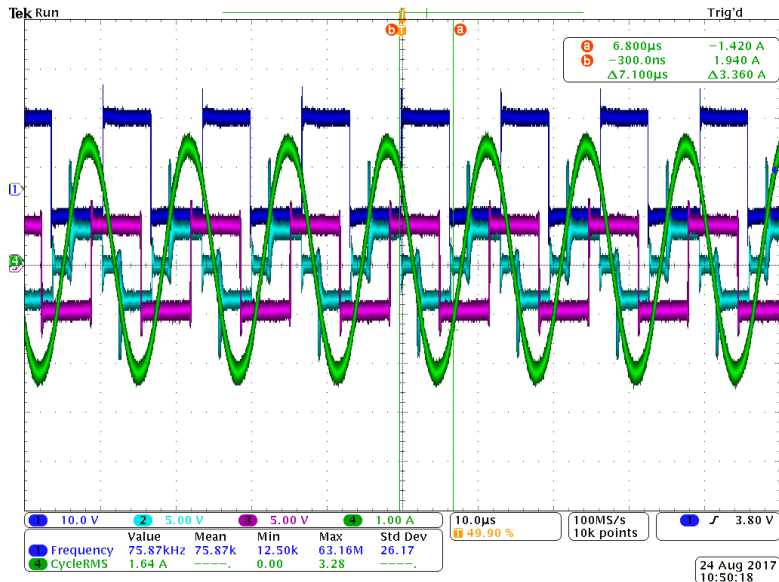 Tek Run Trig'd
b a
T
a 6.800µs −1.420 A
b −300.0ns 1.940 A
Δ7.100µs Δ3.360 A
1
4
1 10.0 V 2 5.00 V 3 5.00 V 4 1.00 A
10.0µs
T 49.90 %
100MS/s
10k points
1 3.80 V
Value Mean Min Max Std Dev
1 Frequency 75.87kHz 75.87k 12.50k 63.16M 26.17
4 CycleRMS 1.64 A ----. 0.00 3.28 ----.
24 Aug 2017
10:50:18